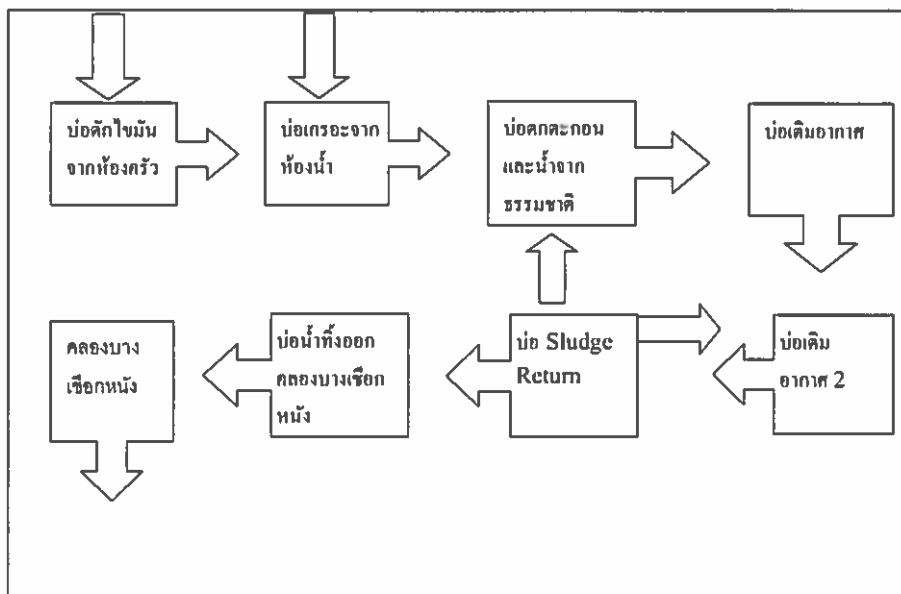 บ่อดักไขมัน
จากห้องครัว
บ่อเกรอะจาก
ห้องน้ำ
บ่อตกตะกอน
และน้ำจาก
ธรรมชาติ
บ่อเติมอากาศ
คลองบาง
เชือกหนัง
บ่อน้ำทิ้งออก
คลองบางเชือก
หนัง
บ่อ Sludge
Return
บ่อเติม
อากาศ 2